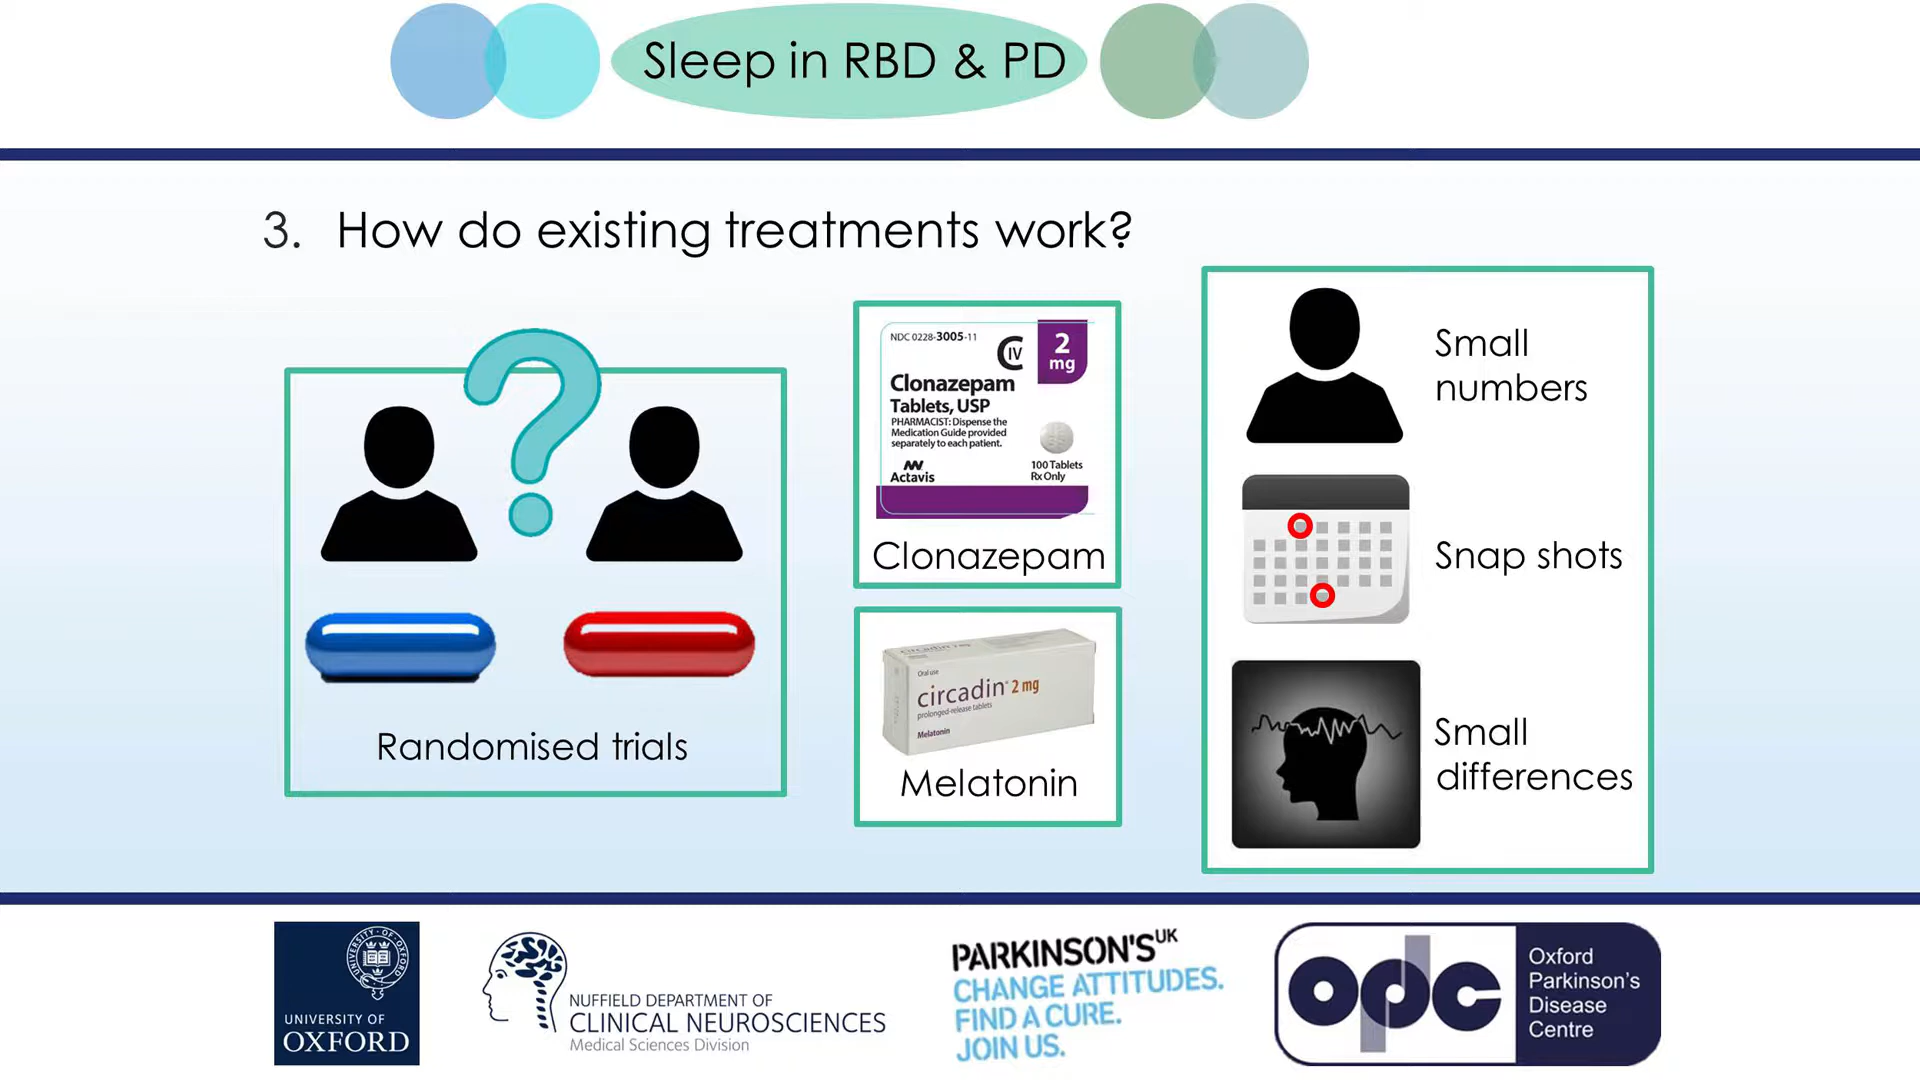 Sleep in RBD & PD
3. How do existing treatments work?
Randomised trials
NDC 0228-3005-11
CIV
2
mg
Clonazepam
Tablets, USP
PHARMACIST: Dispense the
Medication Guide provided
separately to each patient.
Actavis
100 Tablets
Rx Only
Clonazepam
Oral use
circadin® 2 mg
prolonged-release tablets
Melatonin
Melatonin
Small
numbers
Snap shots
Small
differences
UNIVERSITY OF
OXFORD
NUFFIELD DEPARTMENT OF
CLINICAL NEUROSCIENCES
Medical Sciences Division
PARKINSON'S UK
CHANGE ATTITUDES.
FIND A CURE.
JOIN US.
opdc
Oxford
Parkinson's
Disease
Centre